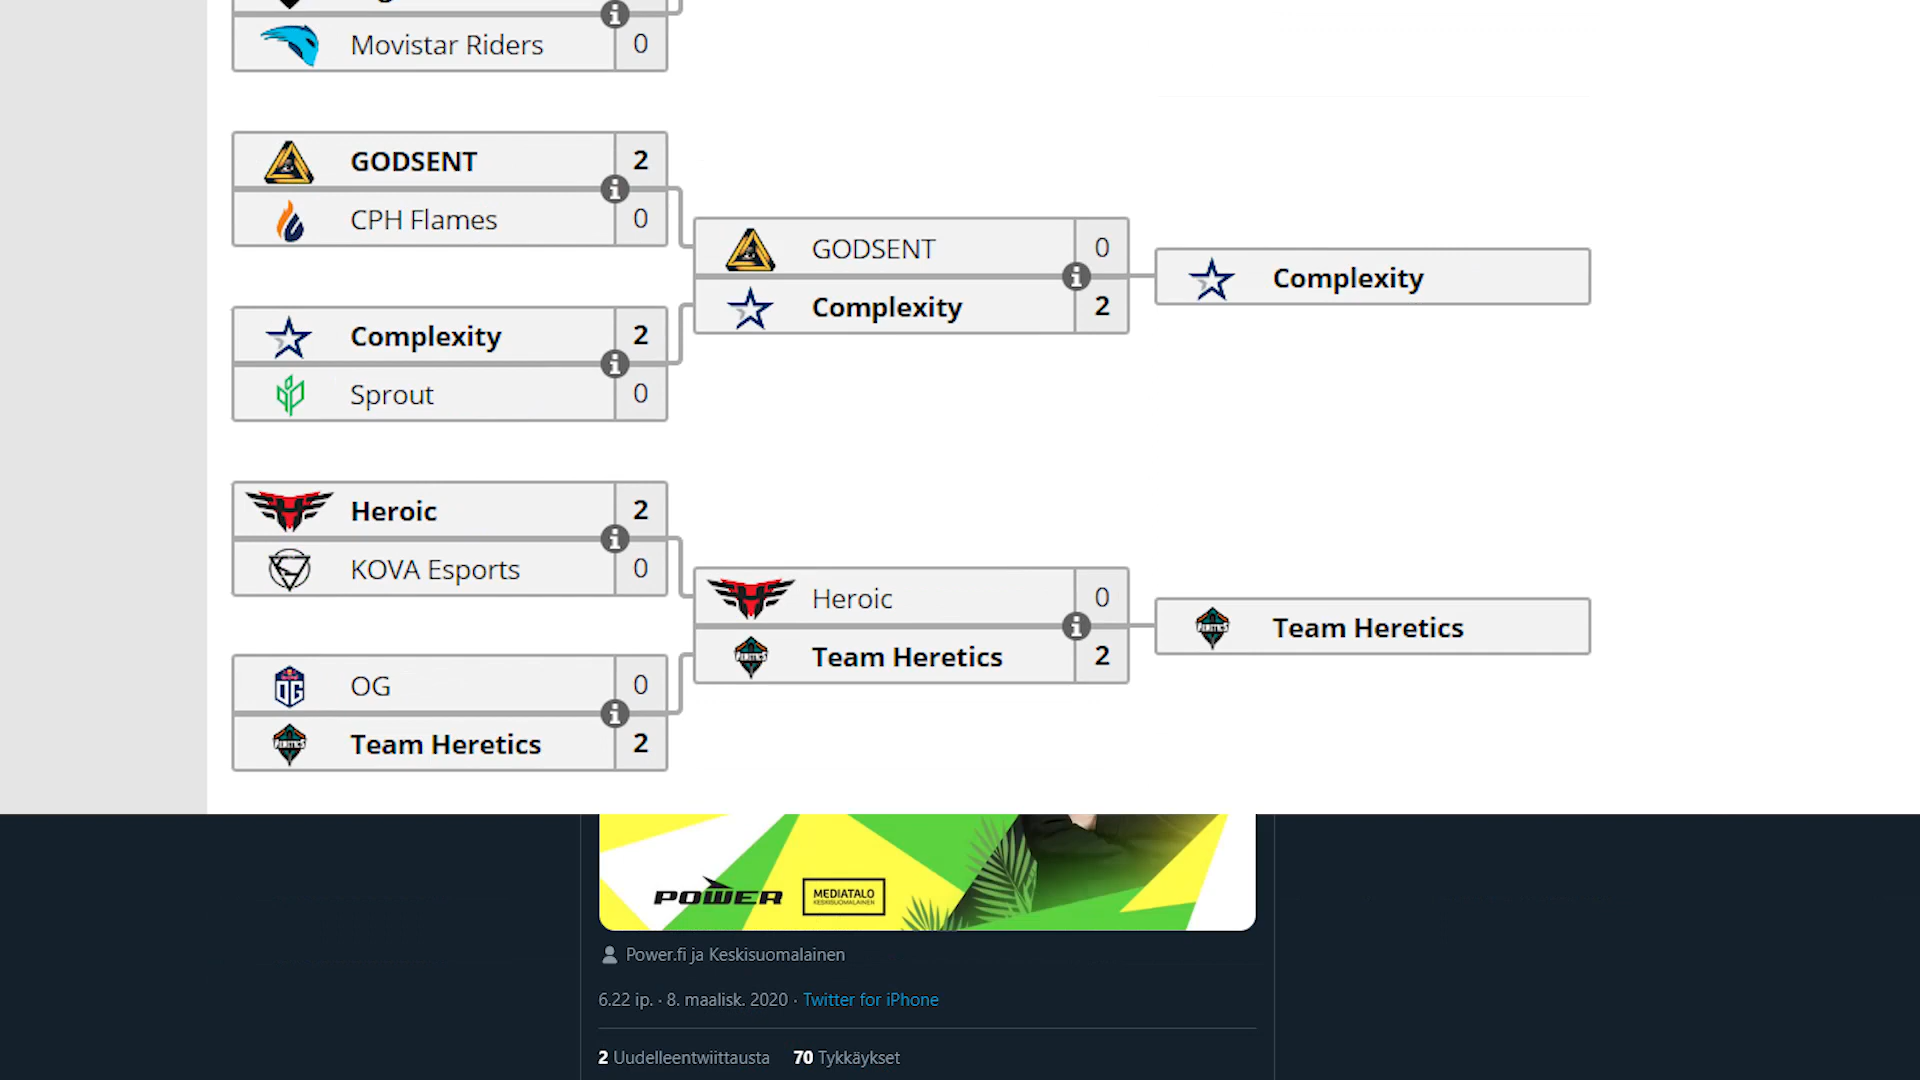 Movistar Riders 0
GODSENT 2
CPH Flames 0
GODSENT 0
Complexity 2
Complexity
Complexity 2
Sprout 0
Heroic 2
KOVA Esports 0
Heroic 0
Team Heretics 2
Team Heretics
OG 0
Team Heretics 2
POWER
MEDIATALO
KESKISUOMALAINEN
Power.fi ja Keskisuomalainen
6.22 ip. · 8. maalisk. 2020 · Twitter for iPhone
2 Uudelleentwiittausta 70 Tykkäykset